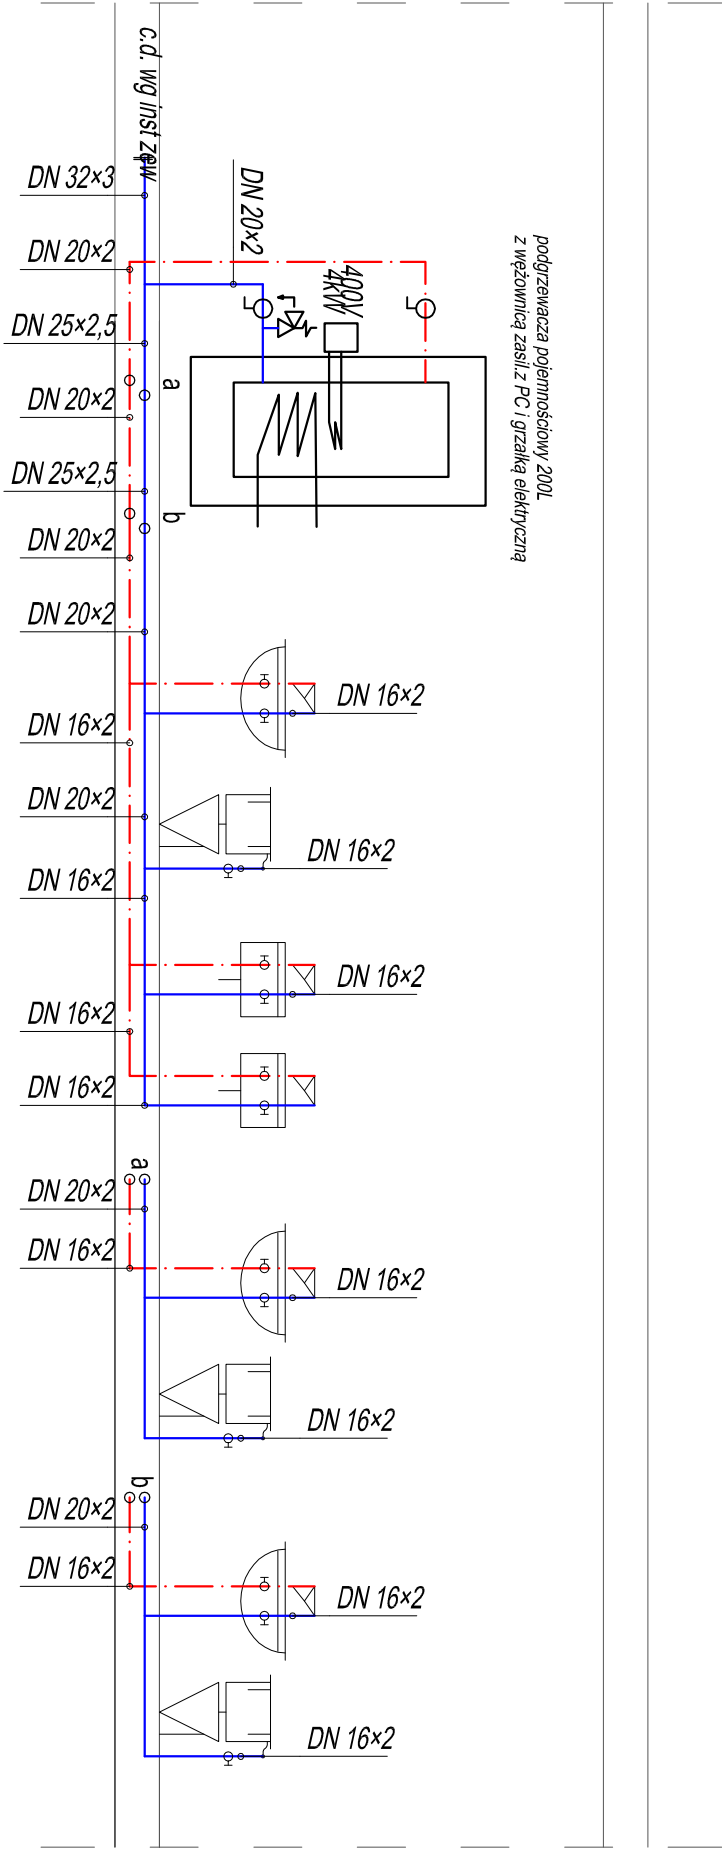 c.d. wg inst zew
DN 32×3
DN 20×2
DN 20×2
400V
4kW
podgrzewacza pojemnościowy 200L
z wężownicą zasil.z PC i grzałką elektryczną
DN 25×2,5
a
DN 20×2
DN 25×2,5
b
DN 20×2
DN 20×2
DN 16×2
DN 16×2
DN 20×2
DN 16×2
DN 16×2
DN 16×2
DN 16×2
DN 16×2
a
DN 20×2
DN 16×2
DN 16×2
DN 16×2
b
DN 20×2
DN 16×2
DN 16×2
DN 16×2